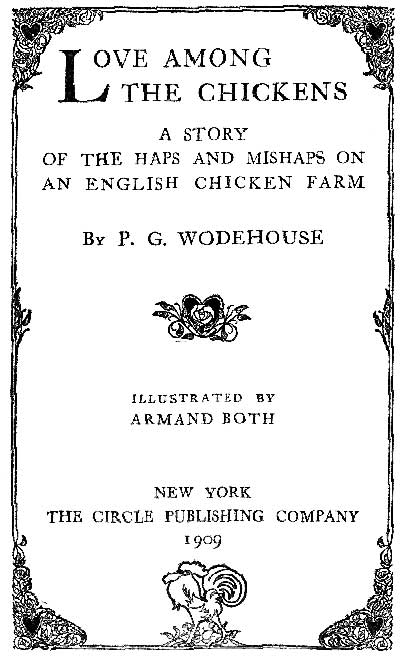 LOVE AMONG
THE CHICKENS
A STORY
OF THE HAPS AND MISHAPS ON
AN ENGLISH CHICKEN FARM
By P. G. WODEHOUSE
ILLUSTRATED BY
ARMAND BOTH
NEW YORK
THE CIRCLE PUBLISHING COMPANY
1909